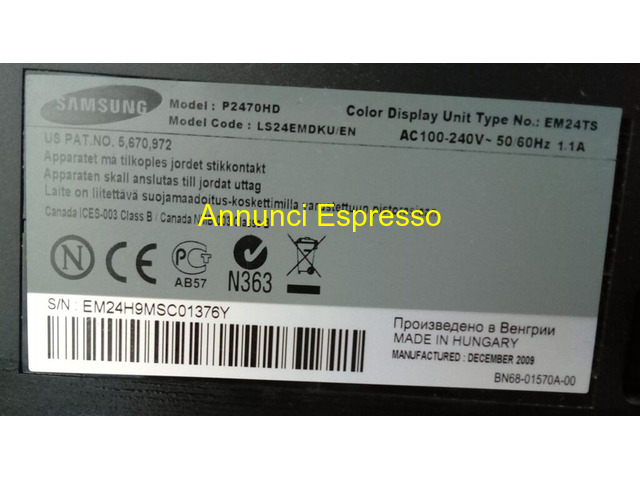 SAMSUNG
Model : P2470HD
Model Code : LS24EMDKU/EN
Color Display Unit Type No.: EM24TS
AC100-240V~ 50/60Hz 1.1A
US PAT.NO. 5,670,972
Apparatet må tilkoples jordet stikkontakt
Apparaten skall anslutas till jordat uttag
Laite on liitettävä suojamaadoitus-koskettimilla
Canada ICES-003 Class B / Canada
Annunci Espresso
N
CE
PG
AB57
N363
S/N : EM24H9MSC01376Y
Произведено в Венгрии
MADE IN HUNGARY
MANUFACTURED : DECEMBER 2009
BN68-01570A-00